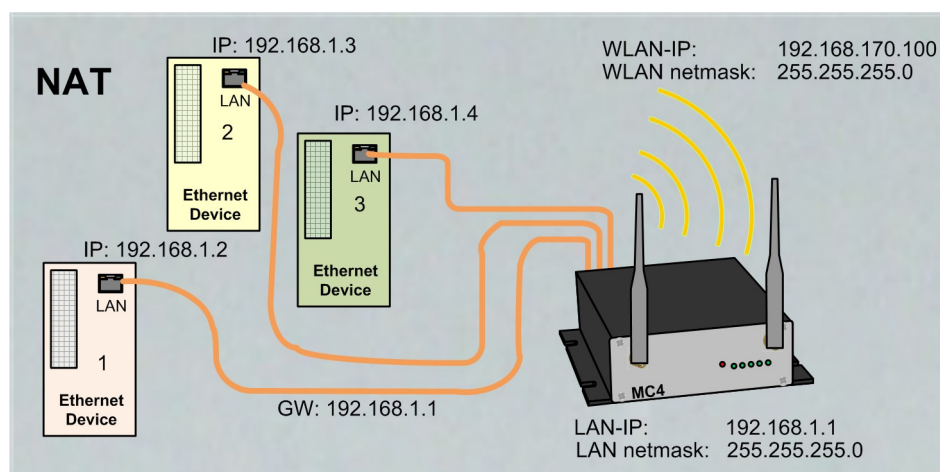 NAT
IP: 192.168.1.3
LAN
2
Ethernet
Device
IP: 192.168.1.4
LAN
3
Ethernet
Device
IP: 192.168.1.2
LAN
1
Ethernet
Device
GW: 192.168.1.1
WLAN-IP: 192.168.170.100
WLAN netmask: 255.255.255.0
MC4
LAN-IP: 192.168.1.1
LAN netmask: 255.255.255.0